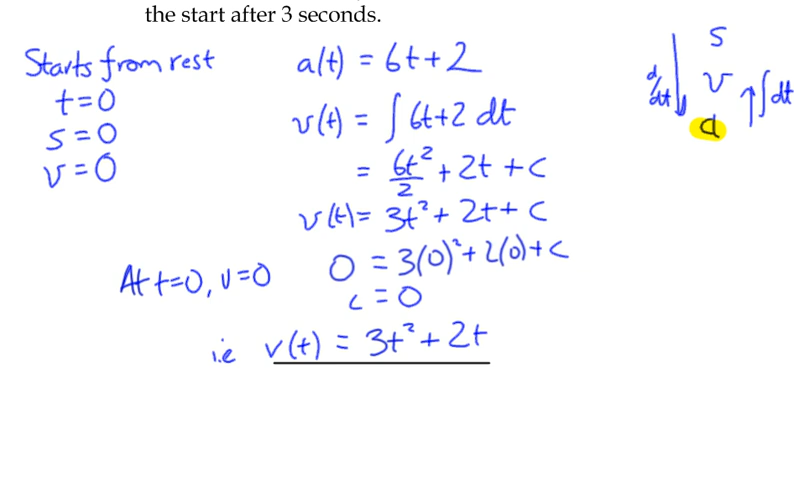 the start after 3 seconds.
Starts from rest
t=0
s=0
v=0
a(t) = 6t+2
v(t) = ∫ 6t+2 dt
= 6t²/2 + 2t + c
v(t)= 3t² + 2t + c
At t=0, v=0
0 = 3(0)² + 2(0) + c
c = 0
i.e v(t) = 3t² + 2t
d/dt ↓
s
v
a
↑∫dt